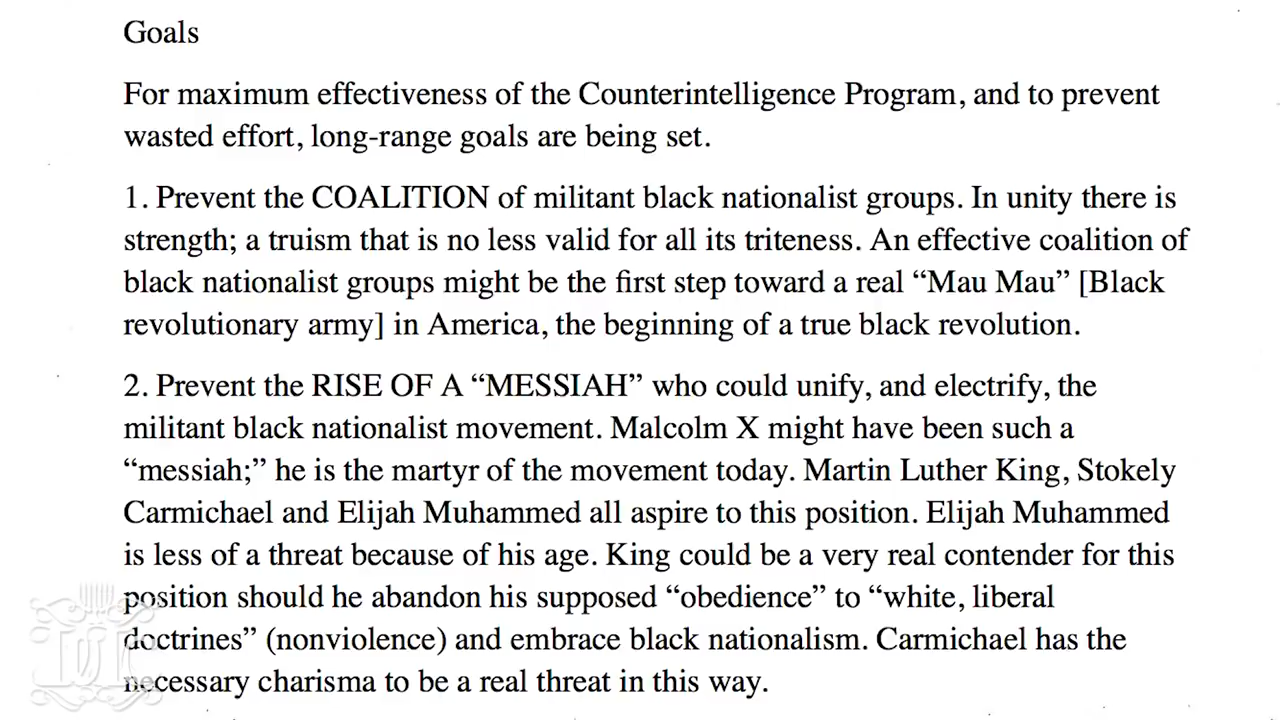 Goals
For maximum effectiveness of the Counterintelligence Program, and to prevent
wasted effort, long-range goals are being set.
1. Prevent the COALITION of militant black nationalist groups. In unity there is
strength; a truism that is no less valid for all its triteness. An effective coalition of
black nationalist groups might be the first step toward a real “Mau Mau” [Black
revolutionary army] in America, the beginning of a true black revolution.
2. Prevent the RISE OF A “MESSIAH” who could unify, and electrify, the
militant black nationalist movement. Malcolm X might have been such a
“messiah;” he is the martyr of the movement today. Martin Luther King, Stokely
Carmichael and Elijah Muhammed all aspire to this position. Elijah Muhammed
is less of a threat because of his age. King could be a very real contender for this
position should he abandon his supposed “obedience” to “white, liberal
doctrines” (nonviolence) and embrace black nationalism. Carmichael has the
necessary charisma to be a real threat in this way.